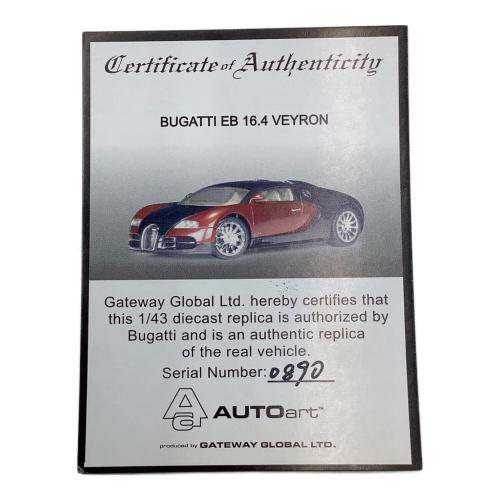 Certificate of Authenticity
BUGATTI EB 16.4 VEYRON
Gateway Global Ltd. hereby certifies that
this 1/43 diecast replica is authorized by
Bugatti and is an authentic replica
of the real vehicle.
Serial Number: 0890
AUTOart™
produced by GATEWAY GLOBAL LTD.